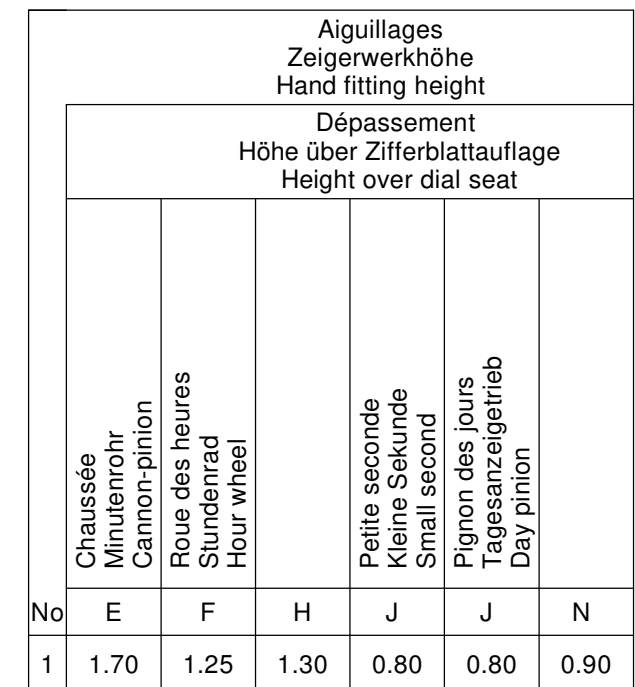 Aiguillages
Zeigerwerkhöhe
Hand fitting height
Dépassement
Höhe über Zifferblattauflage
Height over dial seat
Chaussée
Minutenrohr
Cannon-pinion
Roue des heures
Stundenrad
Hour wheel
Petite seconde
Kleine Sekunde
Small second
Pignon des jours
Tagesanzeigetrieb
Day pinion
No E F H J J N
1 1.70 1.25 1.30 0.80 0.80 0.90